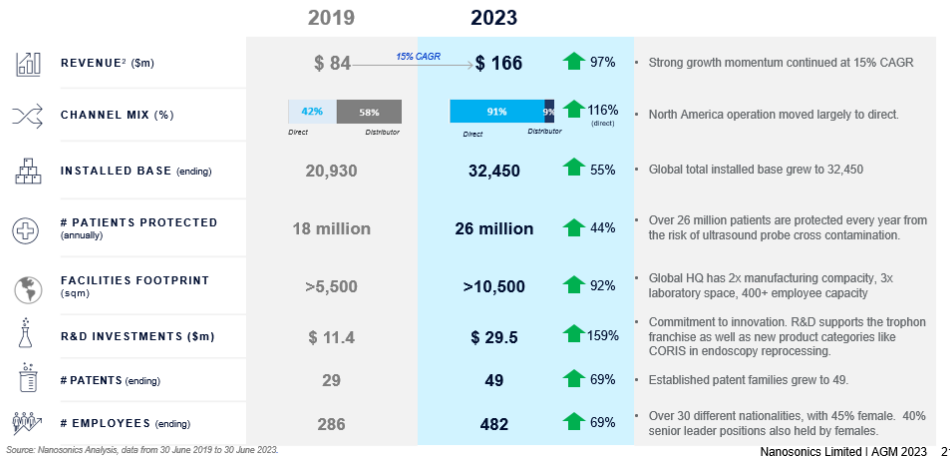 2019 2023
REVENUE² ($m) $ 84 15% CAGR $ 166 97% • Strong growth momentum continued at 15% CAGR
CHANNEL MIX (%) 42% 58% 91% 9% 116% • North America operation moved largely to direct.
Direct Distributor Direct Distributor (direct)
INSTALLED BASE (ending) 20,930 32,450 55% • Global total installed base grew to 32,450
# PATIENTS PROTECTED
(annually)
18 million 26 million 44%
• Over 26 million patients are protected every year from
the risk of ultrasound probe cross contamination.
FACILITIES FOOTPRINT
(sqm)
>5,500 >10,500 92%
• Global HQ has 2x manufacturing compacity, 3x
laboratory space, 400+ employee capacity
R&D INVESTMENTS ($m) $ 11.4 $ 29.5 159%
• Commitment to innovation. R&D supports the trophon
franchise as well as new product categories like
CORIS in endoscopy reprocessing.
# PATENTS (ending) 29 49 69% • Established patent families grew to 49.
# EMPLOYEES (ending) 286 482 69%
• Over 30 different nationalities, with 45% female. 40%
senior leader positions also held by females.
Source: Nanosonics Analysis, data from 30 June 2019 to 30 June 2023.
Nanosonics Limited | AGM 2023 2